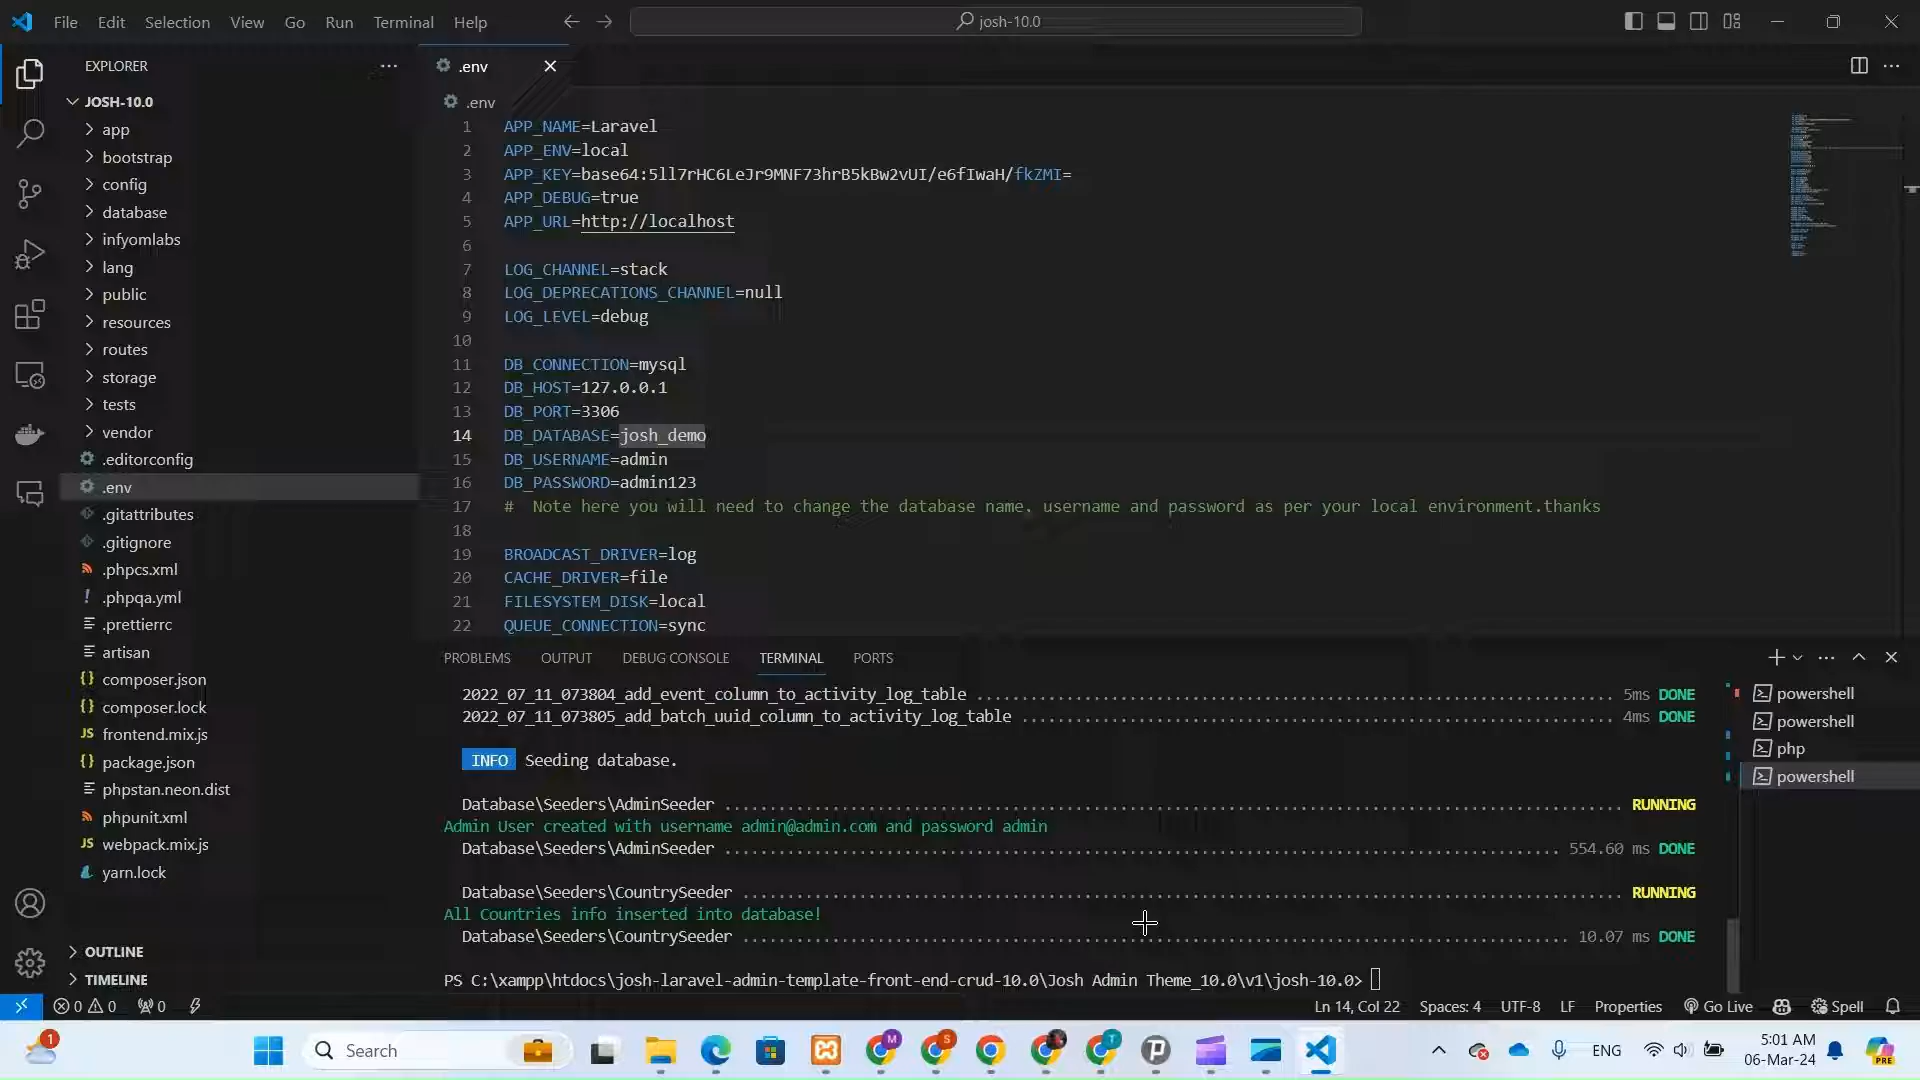 File Edit Selection View Go Run Terminal Help
josh-10.0
EXPLORER
JOSH-10.0
app
bootstrap
config
database
infyomlabs
lang
public
resources
routes
storage
tests
vendor
.editorconfig
.env
.gitattributes
.gitignore
.phpcs.xml
! .phpqa.yml
.prettierrc
artisan
{} composer.json
{} composer.lock
JS frontend.mix.js
{} package.json
phpstan.neon.dist
phpunit.xml
JS webpack.mix.js
yarn.lock
OUTLINE
TIMELINE
.env
.env
1 APP_NAME=Laravel
2 APP_ENV=local
3 APP_KEY=base64:5ll7rHC6LeJr9MNF73hrB5kBw2vUI/e6fIwaH/fkZMI=
4 APP_DEBUG=true
5 APP_URL=http://localhost
6
7 LOG_CHANNEL=stack
8 LOG_DEPRECATIONS_CHANNEL=null
9 LOG_LEVEL=debug
10
11 DB_CONNECTION=mysql
12 DB_HOST=127.0.0.1
13 DB_PORT=3306
14 DB_DATABASE=josh_demo
15 DB_USERNAME=admin
16 DB_PASSWORD=admin123
17 # Note here you will need to change the database name. username and password as per your local environment.thanks
18
19 BROADCAST_DRIVER=log
20 CACHE_DRIVER=file
21 FILESYSTEM_DISK=local
22 QUEUE_CONNECTION=sync
PROBLEMS OUTPUT DEBUG CONSOLE TERMINAL PORTS
2022_07_11_073804_add_event_column_to_activity_log_table 5ms DONE
2022_07_11_073805_add_batch_uuid_column_to_activity_log_table 4ms DONE
INFO Seeding database.
Database\Seeders\AdminSeeder RUNNING
Admin User created with username admin@admin.com and password admin
Database\Seeders\AdminSeeder 554.60 ms DONE
Database\Seeders\CountrySeeder RUNNING
All Countries info inserted into database!
Database\Seeders\CountrySeeder 10.07 ms DONE
PS C:\xampp\htdocs\josh-laravel-admin-template-front-end-crud-10.0\Josh Admin Theme_10.0\v1\josh-10.0>
powershell
powershell
php
powershell
0 0 0 Ln 14, Col 22 Spaces: 4 UTF-8 LF Properties Go Live Spell
1 Search M S T ENG 5:01 AM
06-Mar-24
PRE